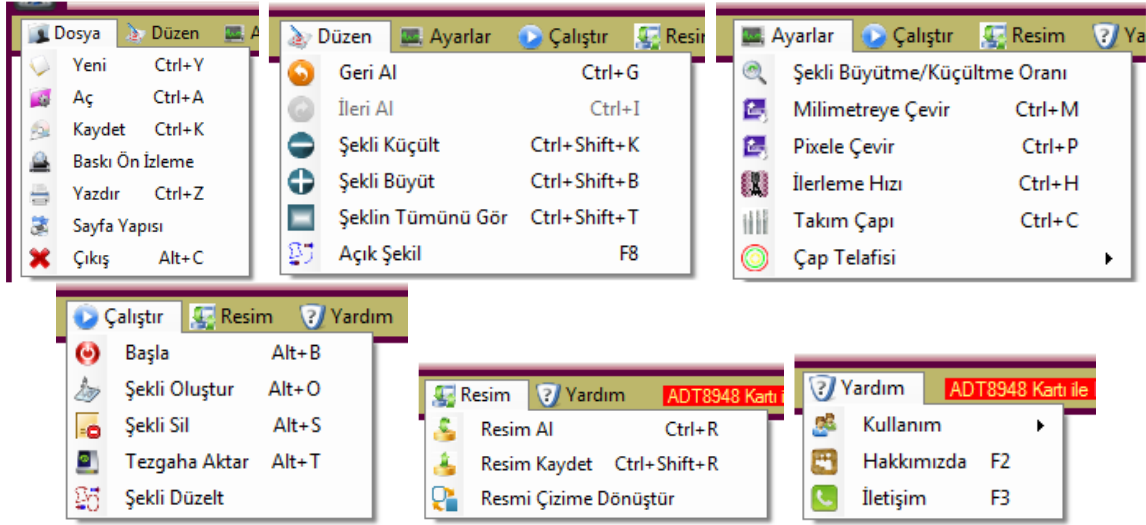 Dosya Düzen A
Yeni Ctrl+Y
Aç Ctrl+A
Kaydet Ctrl+K
Baskı Ön İzleme
Yazdır Ctrl+Z
Sayfa Yapısı
Çıkış Alt+C
Düzen Ayarlar Çalıştır Resir
Geri Al Ctrl+G
İleri Al Ctrl+I
Şekli Küçült Ctrl+Shift+K
Şekli Büyüt Ctrl+Shift+B
Şeklin Tümünü Gör Ctrl+Shift+T
Açık Şekil F8
Ayarlar Çalıştır Resim Ya
Şekli Büyütme/Küçültme Oranı
Milimetreye Çevir Ctrl+M
Pixele Çevir Ctrl+P
İlerleme Hızı Ctrl+H
Takım Çapı Ctrl+C
Çap Telafisi
Çalıştır Resim Yardım
Başla Alt+B
Şekli Oluştur Alt+O
Şekli Sil Alt+S
Tezgaha Aktar Alt+T
Şekli Düzelt
Resim Yardım ADT8948 Kartı i
Resim Al Ctrl+R
Resim Kaydet Ctrl+Shift+R
Resmi Çizime Dönüştür
Yardım ADT8948 Kartı ile
Kullanım
Hakkımızda F2
İletişim F3